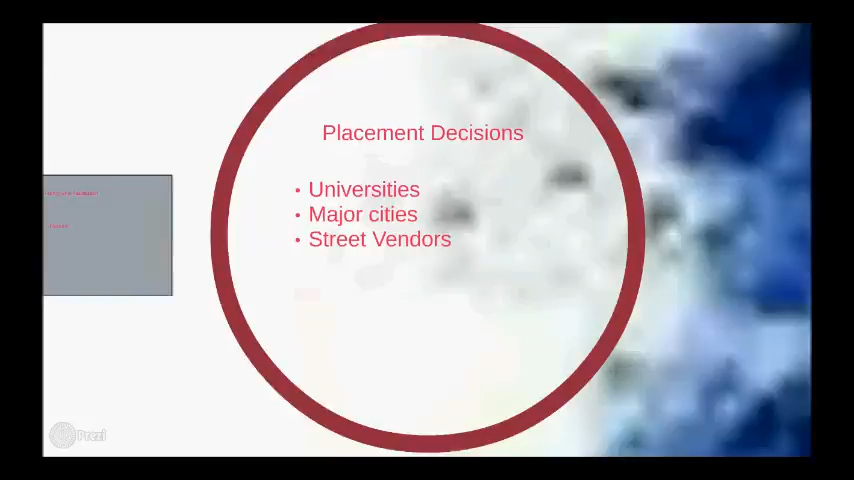 Placement Decisions
• Universities
• Major cities
• Street Vendors
Prezi